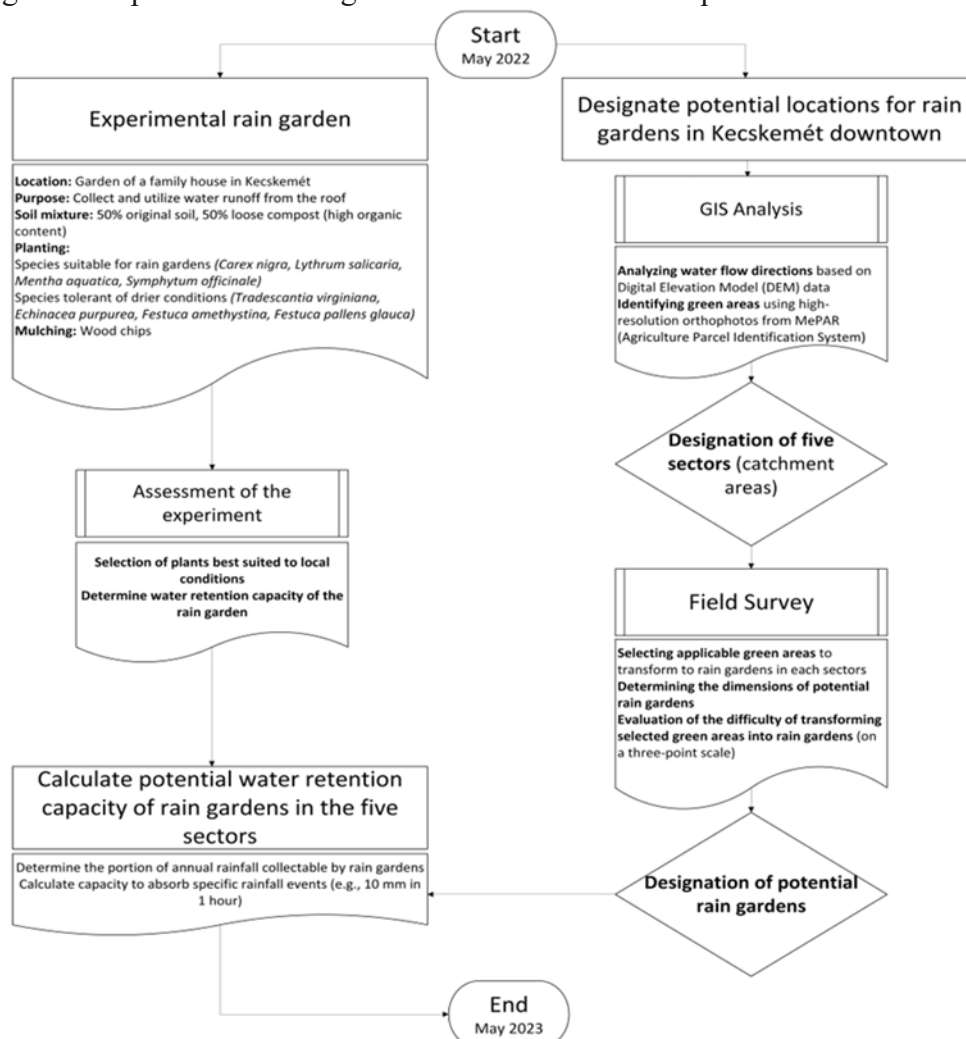 Start
May 2022
Experimental rain garden
Location: Garden of a family house in Kecskemét
Purpose: Collect and utilize water runoff from the roof
Soil mixture: 50% original soil, 50% loose compost (high organic
content)
Planting:
Species suitable for rain gardens (Carex nigra, Lythrum salicaria,
Mentha aquatica, Symphytum officinale)
Species tolerant of drier conditions (Tradescantia virginiana,
Echinacea purpurea, Festuca amethystina, Festuca pallens glauca)
Mulching: Wood chips
Assessment of the
experiment
Selection of plants best suited to local
conditions
Determine water retention capacity of the
rain garden
Designate potential locations for rain
gardens in Kecskemét downtown
GIS Analysis
Analyzing water flow directions based on
Digital Elevation Model (DEM) data
Identifying green areas using high-
resolution orthophotos from MePAR
(Agriculture Parcel Identification System)
Designation of five
sectors (catchment
areas)
Field Survey
Selecting applicable green areas to
transform to rain gardens in each sectors
Determining the dimensions of potential
rain gardens
Evaluation of the difficulty of transforming
selected green areas into rain gardens (on
a three-point scale)
Designation of potential
rain gardens
Calculate potential water retention
capacity of rain gardens in the five
sectors
Determine the portion of annual rainfall collectable by rain gardens
Calculate capacity to absorb specific rainfall events (e.g., 10 mm in
1 hour)
End
May 2023